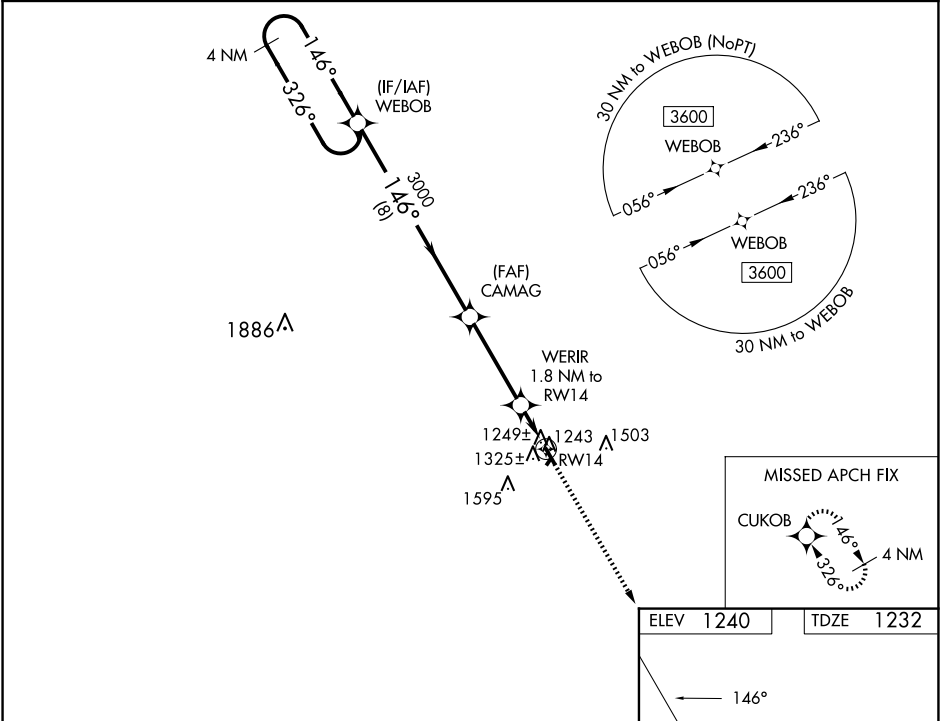 4 NM
146°
326°
(IF/IAF)
WEBOB
30 NM to WEBOB (NoPT)
3600
WEBOB
236°
056°
236°
056°
WEBOB
3600
30 NM to WEBOB
3000
146°
(8)
(FAF)
CAMAG
1886
WERIR
1.8 NM to
RW14
1249±
1243
1503
1325±
RW14
1595
MISSED APCH FIX
CUKOB
146°
4 NM
326°
ELEV 1240
TDZE 1232
146°